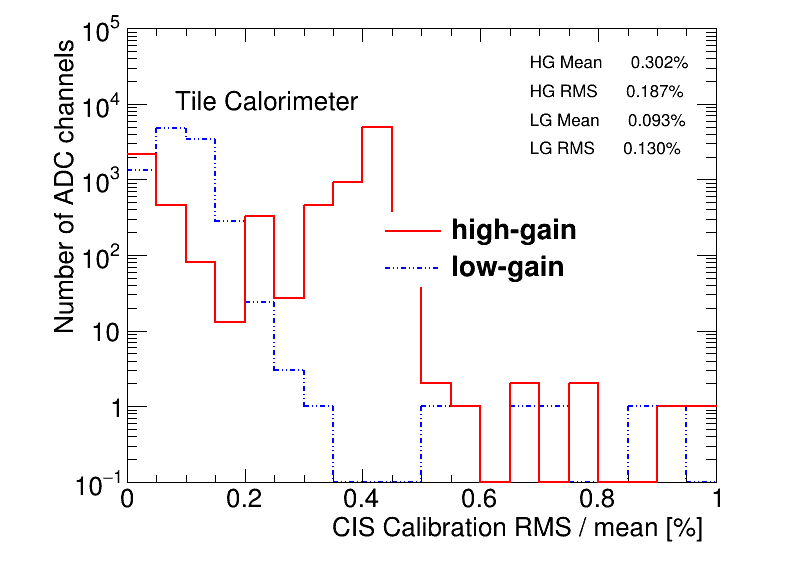 HG Mean 0.302%
HG RMS 0.187%
LG Mean 0.093%
LG RMS 0.130%
Tile Calorimeter
high-gain
low-gain
Number of ADC channels
10^5
10^4
10^3
10^2
10
1
10^−1
0 0.2 0.4 0.6 0.8 1
CIS Calibration RMS / mean [%]